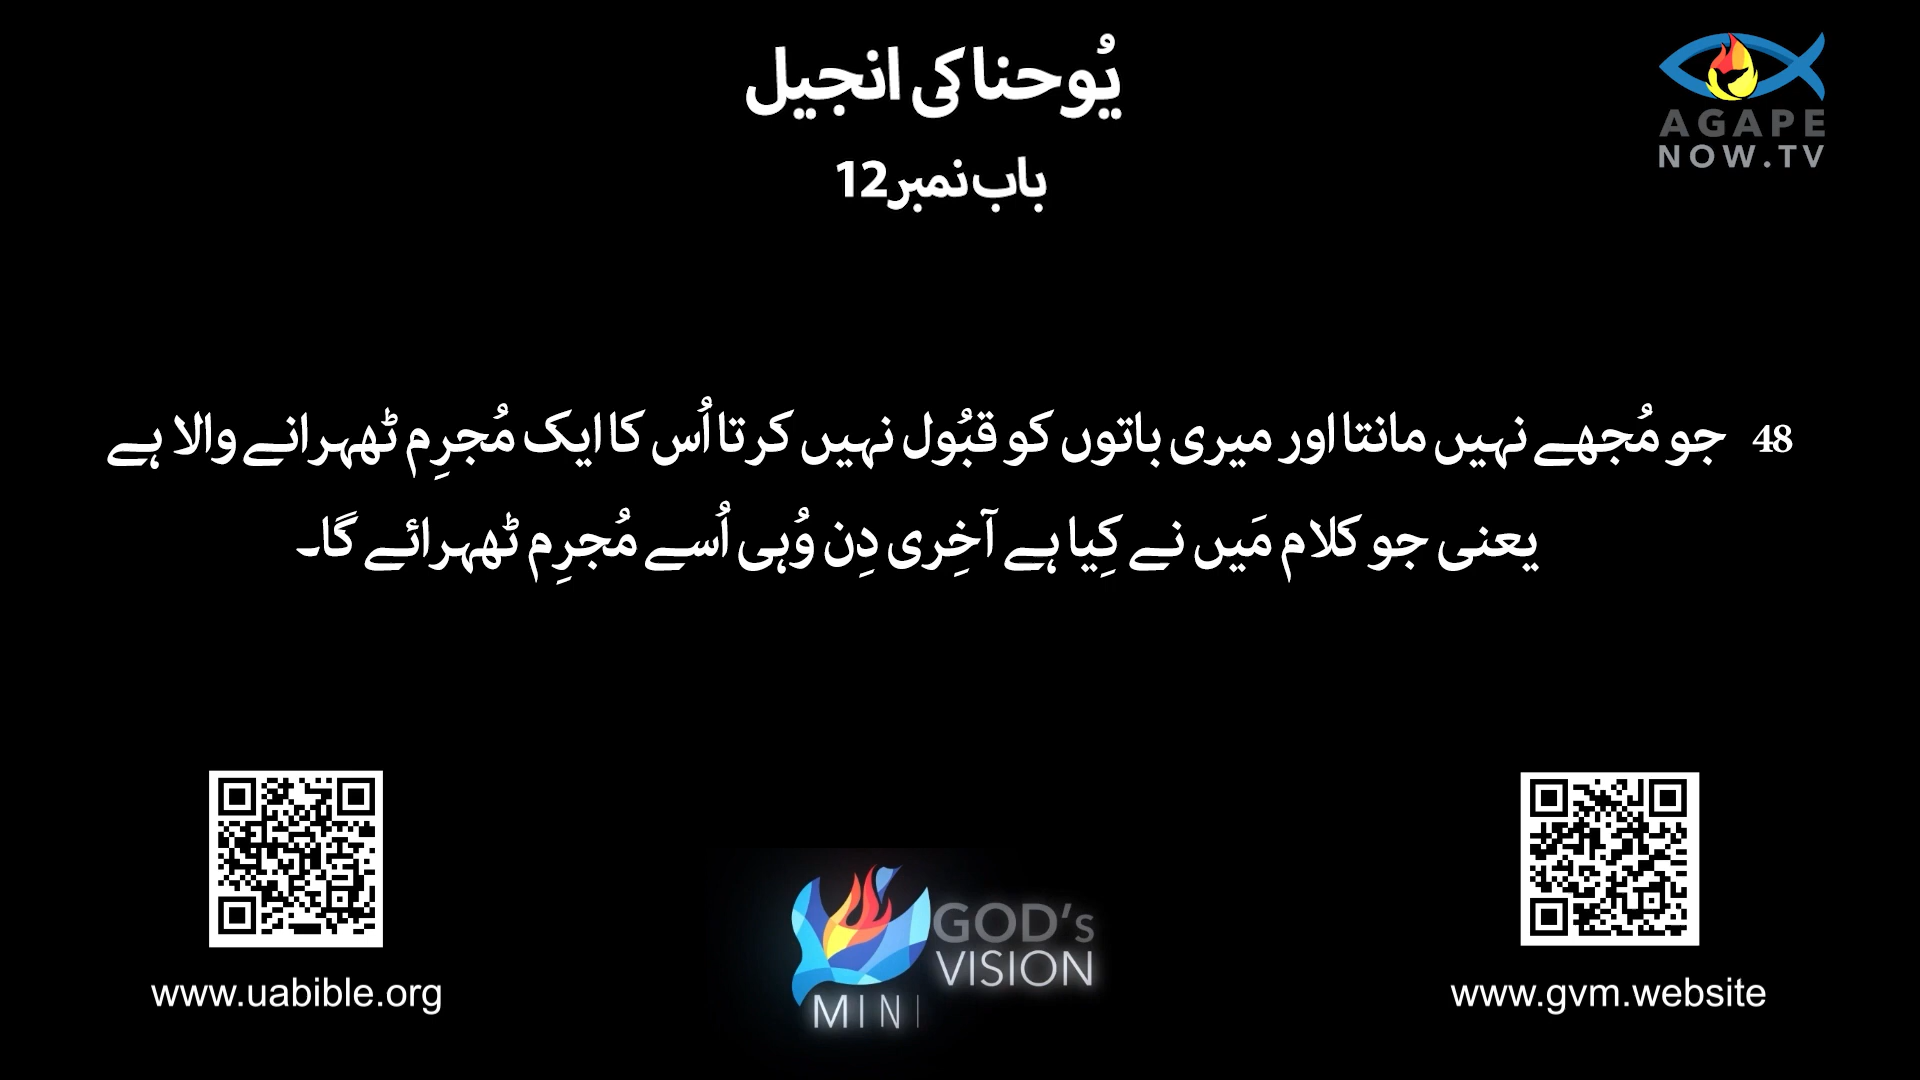 یُوحنا کی انجیل
باب نمبر 12
AGAPE
NOW.TV
48 جو مُجھے نہیں مانتا اور میری باتوں کو قبُول نہیں کرتا اُس کا ایک مُجرِم ٹھہرانے والا ہے
یعنی جو کلام مَیں نے کِیا ہے آخِری دِن وُہی اُسے مُجرِم ٹھہرائے گا۔
GOD's
VISION
MINI
www.uabible.org
www.gvm.website